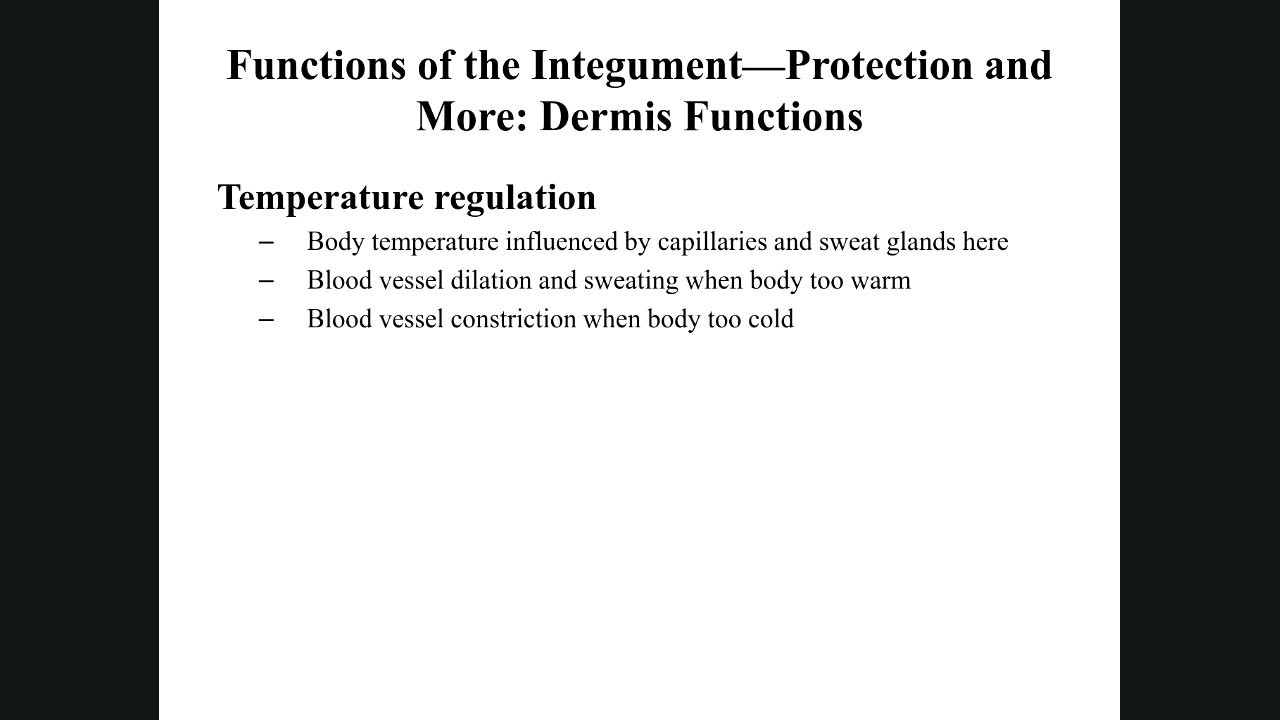 Functions of the Integument—Protection and
More: Dermis Functions
Temperature regulation
– Body temperature influenced by capillaries and sweat glands here
– Blood vessel dilation and sweating when body too warm
– Blood vessel constriction when body too cold